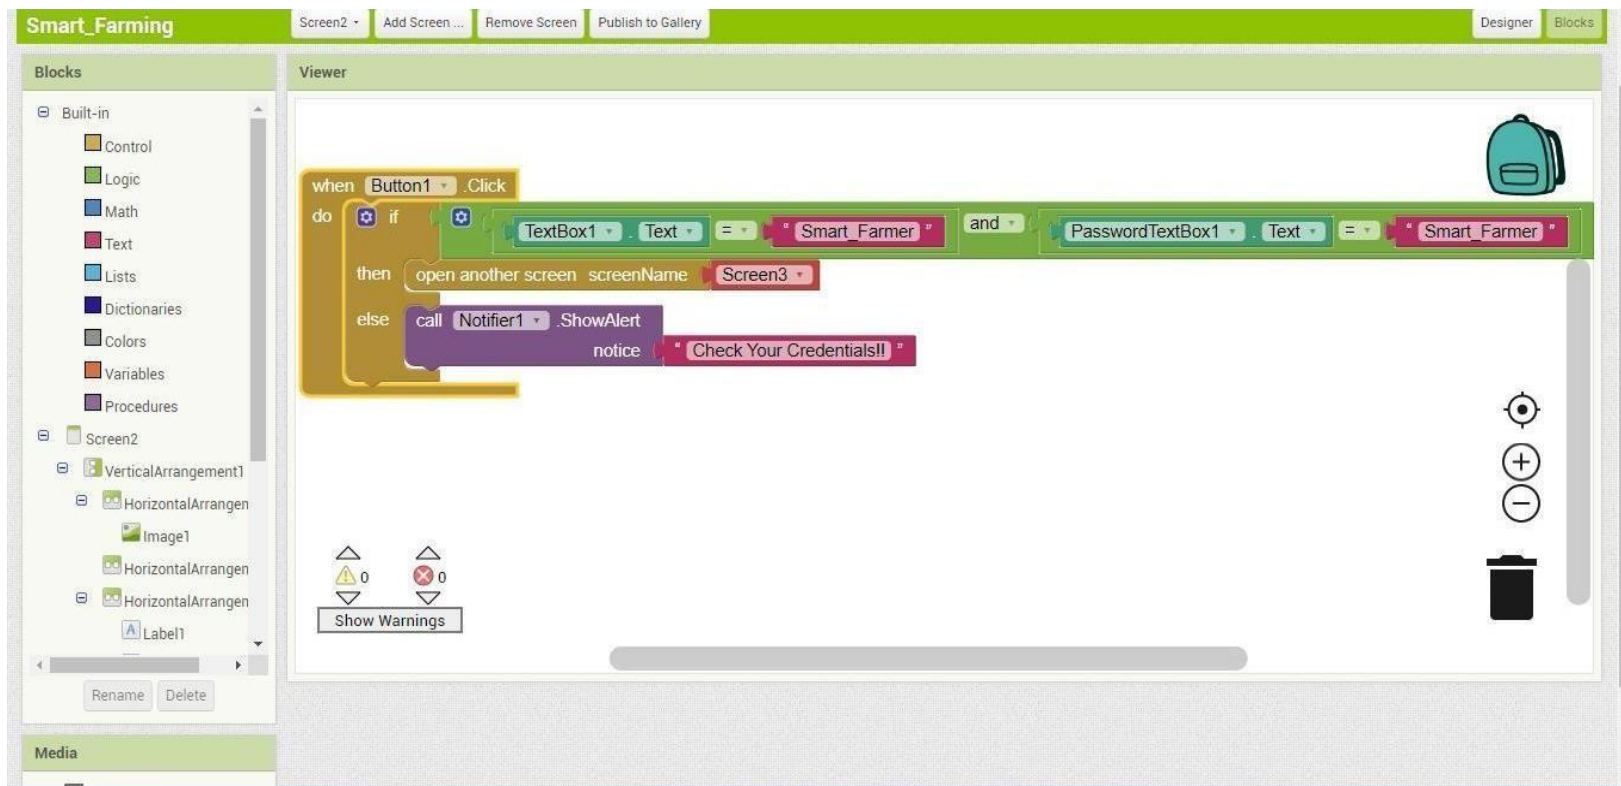 Smart_Farming
Screen2
Add Screen ...
Remove Screen
Publish to Gallery
Designer
Blocks
Blocks
Built-in
Control
Logic
Math
Text
Lists
Dictionaries
Colors
Variables
Procedures
Screen2
VerticalArrangement1
HorizontalArrangen
Image1
HorizontalArrangen
HorizontalArrangen
A Label1
Rename
Delete
Media
Viewer
when Button1 .Click
do if TextBox1 . Text = " Smart_Farmer " and PasswordTextBox1 . Text = " Smart_Farmer "
then open another screen screenName Screen3
else call Notifier1 .ShowAlert
notice " Check Your Credentials!! "
0 0
Show Warnings